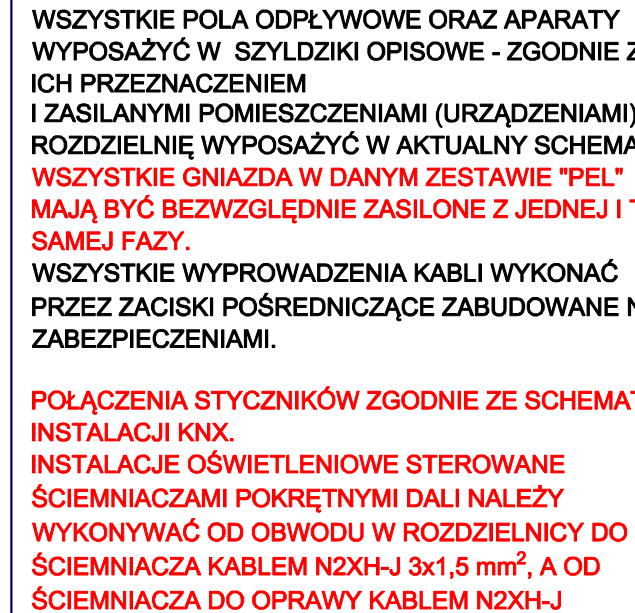 WSZYSTKIE POLA ODPŁYWOWE ORAZ APARATY
WYPOSAŻYĆ W SZYLDZIKI OPISOWE - ZGODNIE Z
ICH PRZEZNACZENIEM
I ZASILANYMI POMIESZCZENIAMI (URZĄDZENIAMI)
ROZDZIELNIĘ WYPOSAŻYĆ W AKTUALNY SCHEMA
WSZYSTKIE GNIAZDA W DANYM ZESTAWIE "PEL"
MAJĄ BYĆ BEZWZGLĘDNIE ZASILONE Z JEDNEJ I T
SAMEJ FAZY.
WSZYSTKIE WYPROWADZENIA KABLI WYKONAĆ
PRZEZ ZACISKI POŚREDNICZĄCE ZABUDOWANE N
ZABEZPIECZENIAMI.
POŁĄCZENIA STYCZNIKÓW ZGODNIE ZE SCHEMAT
INSTALACJI KNX.
INSTALACJE OŚWIETLENIOWE STEROWANE
ŚCIEMNIACZAMI POKRĘTNYMI DALI NALEŻY
WYKONYWAĆ OD OBWODU W ROZDZIELNICY DO
ŚCIEMNIACZA KABLEM N2XH-J 3x1,5 mm², A OD
ŚCIEMNIACZA DO OPRAWY KABLEM N2XH-J